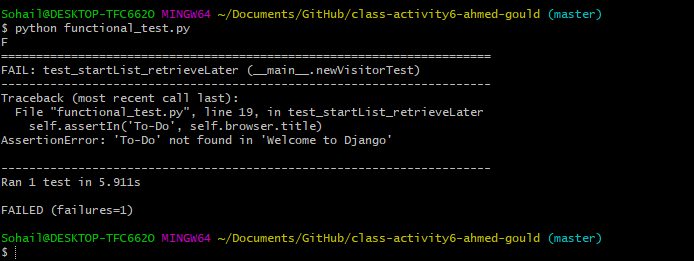 Sohail@DESKTOP-TFC662O MINGW64 ~/Documents/GitHub/class-activity6-ahmed-gould (master)
$ python functional_test.py
F
======================================================================
FAIL: test_startList_retrieveLater (__main__.newVisitorTest)
----------------------------------------------------------------------
Traceback (most recent call last):
  File "functional_test.py", line 19, in test_startList_retrieveLater
    self.assertIn('To-Do', self.browser.title)
AssertionError: 'To-Do' not found in 'Welcome to Django'

----------------------------------------------------------------------
Ran 1 test in 5.911s

FAILED (failures=1)

Sohail@DESKTOP-TFC662O MINGW64 ~/Documents/GitHub/class-activity6-ahmed-gould (master)
$